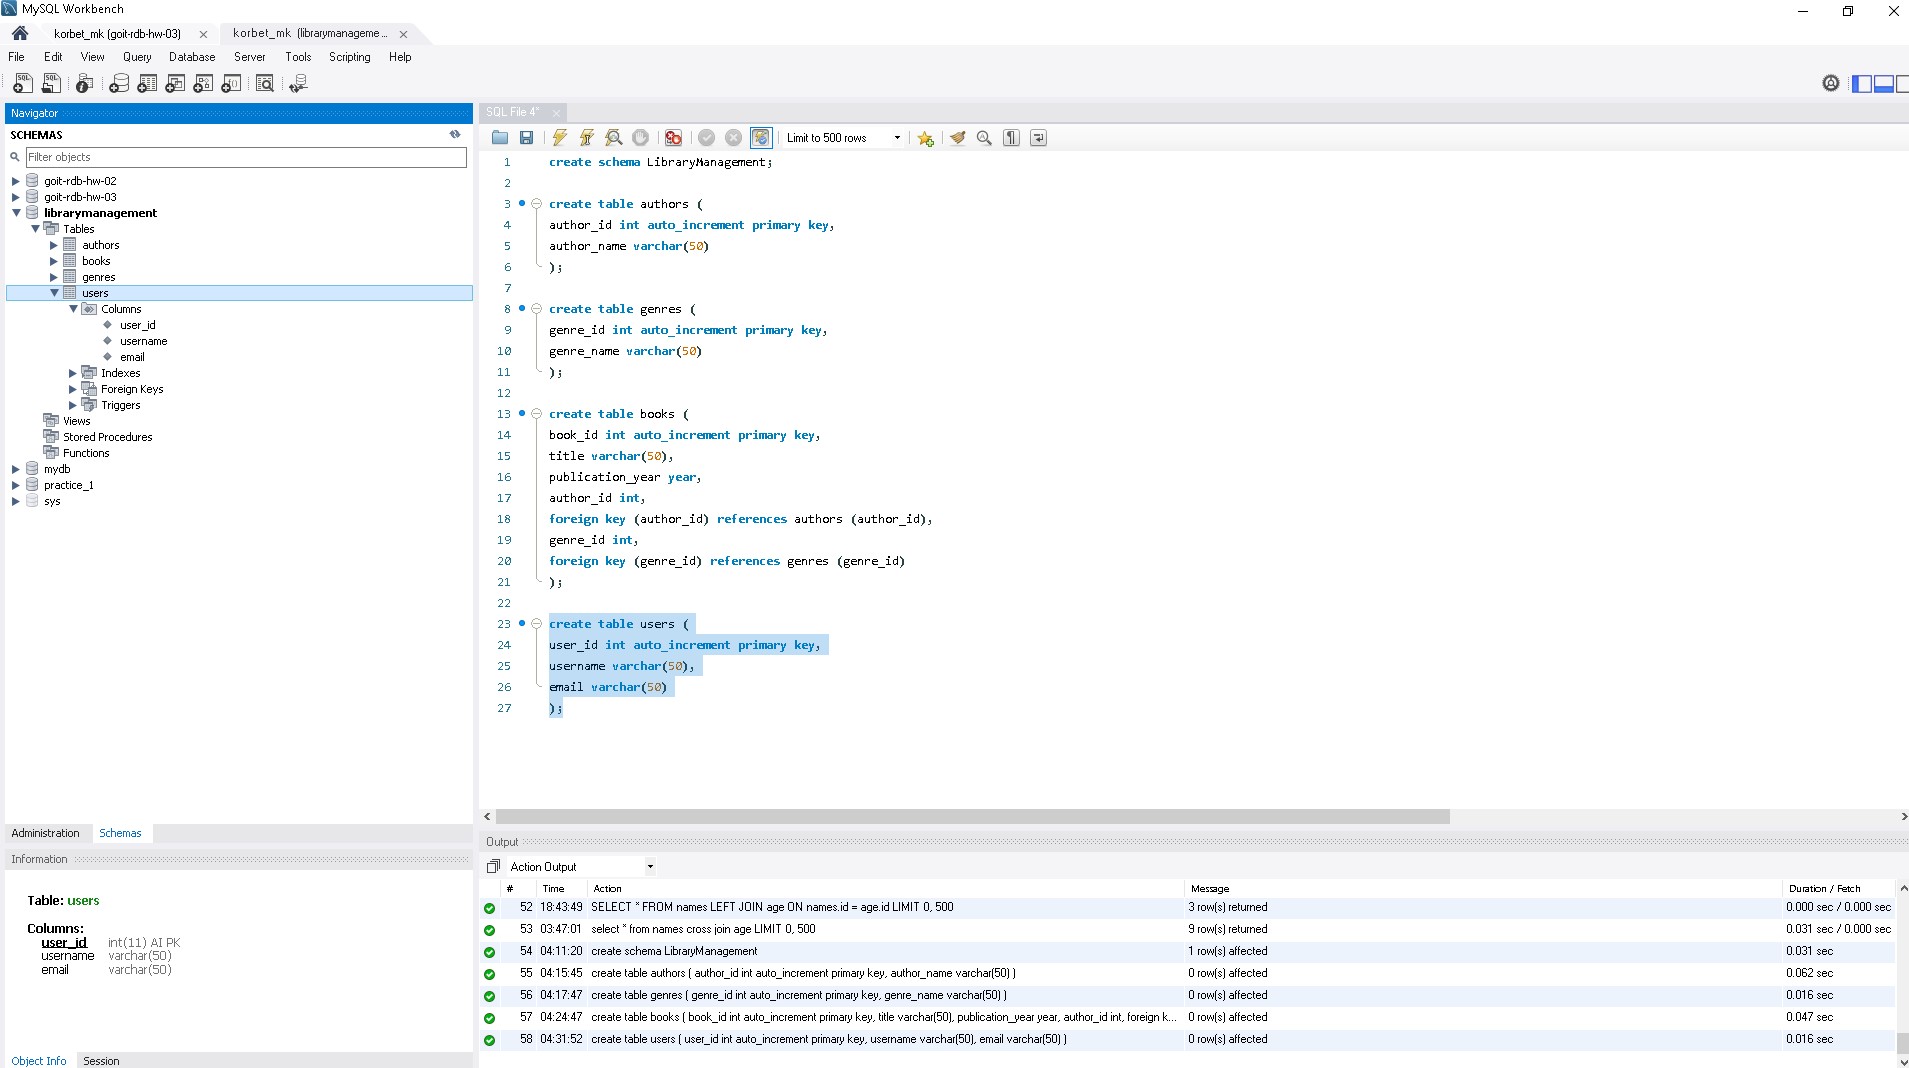 MySQL Workbench
korbet_mk (goit-rdb-hw-03)
korbet_mk (librarymanageme...
File Edit View Query Database Server Tools Scripting Help
Navigator
SCHEMAS
Filter objects
goit-rdb-hw-02
goit-rdb-hw-03
librarymanagement
Tables
authors
books
genres
users
Columns
user_id
username
email
Indexes
Foreign Keys
Triggers
Views
Stored Procedures
Functions
mydb
practice_1
sys
Administration Schemas
Information
Table: users
Columns:
user_id int(11) AI PK
username varchar(50)
email varchar(50)
Object Info Session
SQL File 4*
Limit to 500 rows
1 create schema LibraryManagement;
2
3 create table authors (
4 author_id int auto_increment primary key,
5 author_name varchar(50)
6 );
7
8 create table genres (
9 genre_id int auto_increment primary key,
10 genre_name varchar(50)
11 );
12
13 create table books (
14 book_id int auto_increment primary key,
15 title varchar(50),
16 publication_year year,
17 author_id int,
18 foreign key (author_id) references authors (author_id),
19 genre_id int,
20 foreign key (genre_id) references genres (genre_id)
21 );
22
23 create table users (
24 user_id int auto_increment primary key,
25 username varchar(50),
26 email varchar(50)
27 );
Output
Action Output
# Time Action Message Duration / Fetch
52 18:43:49 SELECT * FROM names LEFT JOIN age ON names.id = age.id LIMIT 0, 500 3 row(s) returned 0.000 sec / 0.000 sec
53 03:47:01 select * from names cross join age LIMIT 0, 500 9 row(s) returned 0.031 sec / 0.000 sec
54 04:11:20 create schema LibraryManagement 1 row(s) affected 0.031 sec
55 04:15:45 create table authors ( author_id int auto_increment primary key, author_name varchar(50) ) 0 row(s) affected 0.062 sec
56 04:17:47 create table genres ( genre_id int auto_increment primary key, genre_name varchar(50) ) 0 row(s) affected 0.016 sec
57 04:24:47 create table books ( book_id int auto_increment primary key, title varchar(50), publication_year year, author_id int, foreign k... 0 row(s) affected 0.047 sec
58 04:31:52 create table users ( user_id int auto_increment primary key, username varchar(50), email varchar(50) ) 0 row(s) affected 0.016 sec